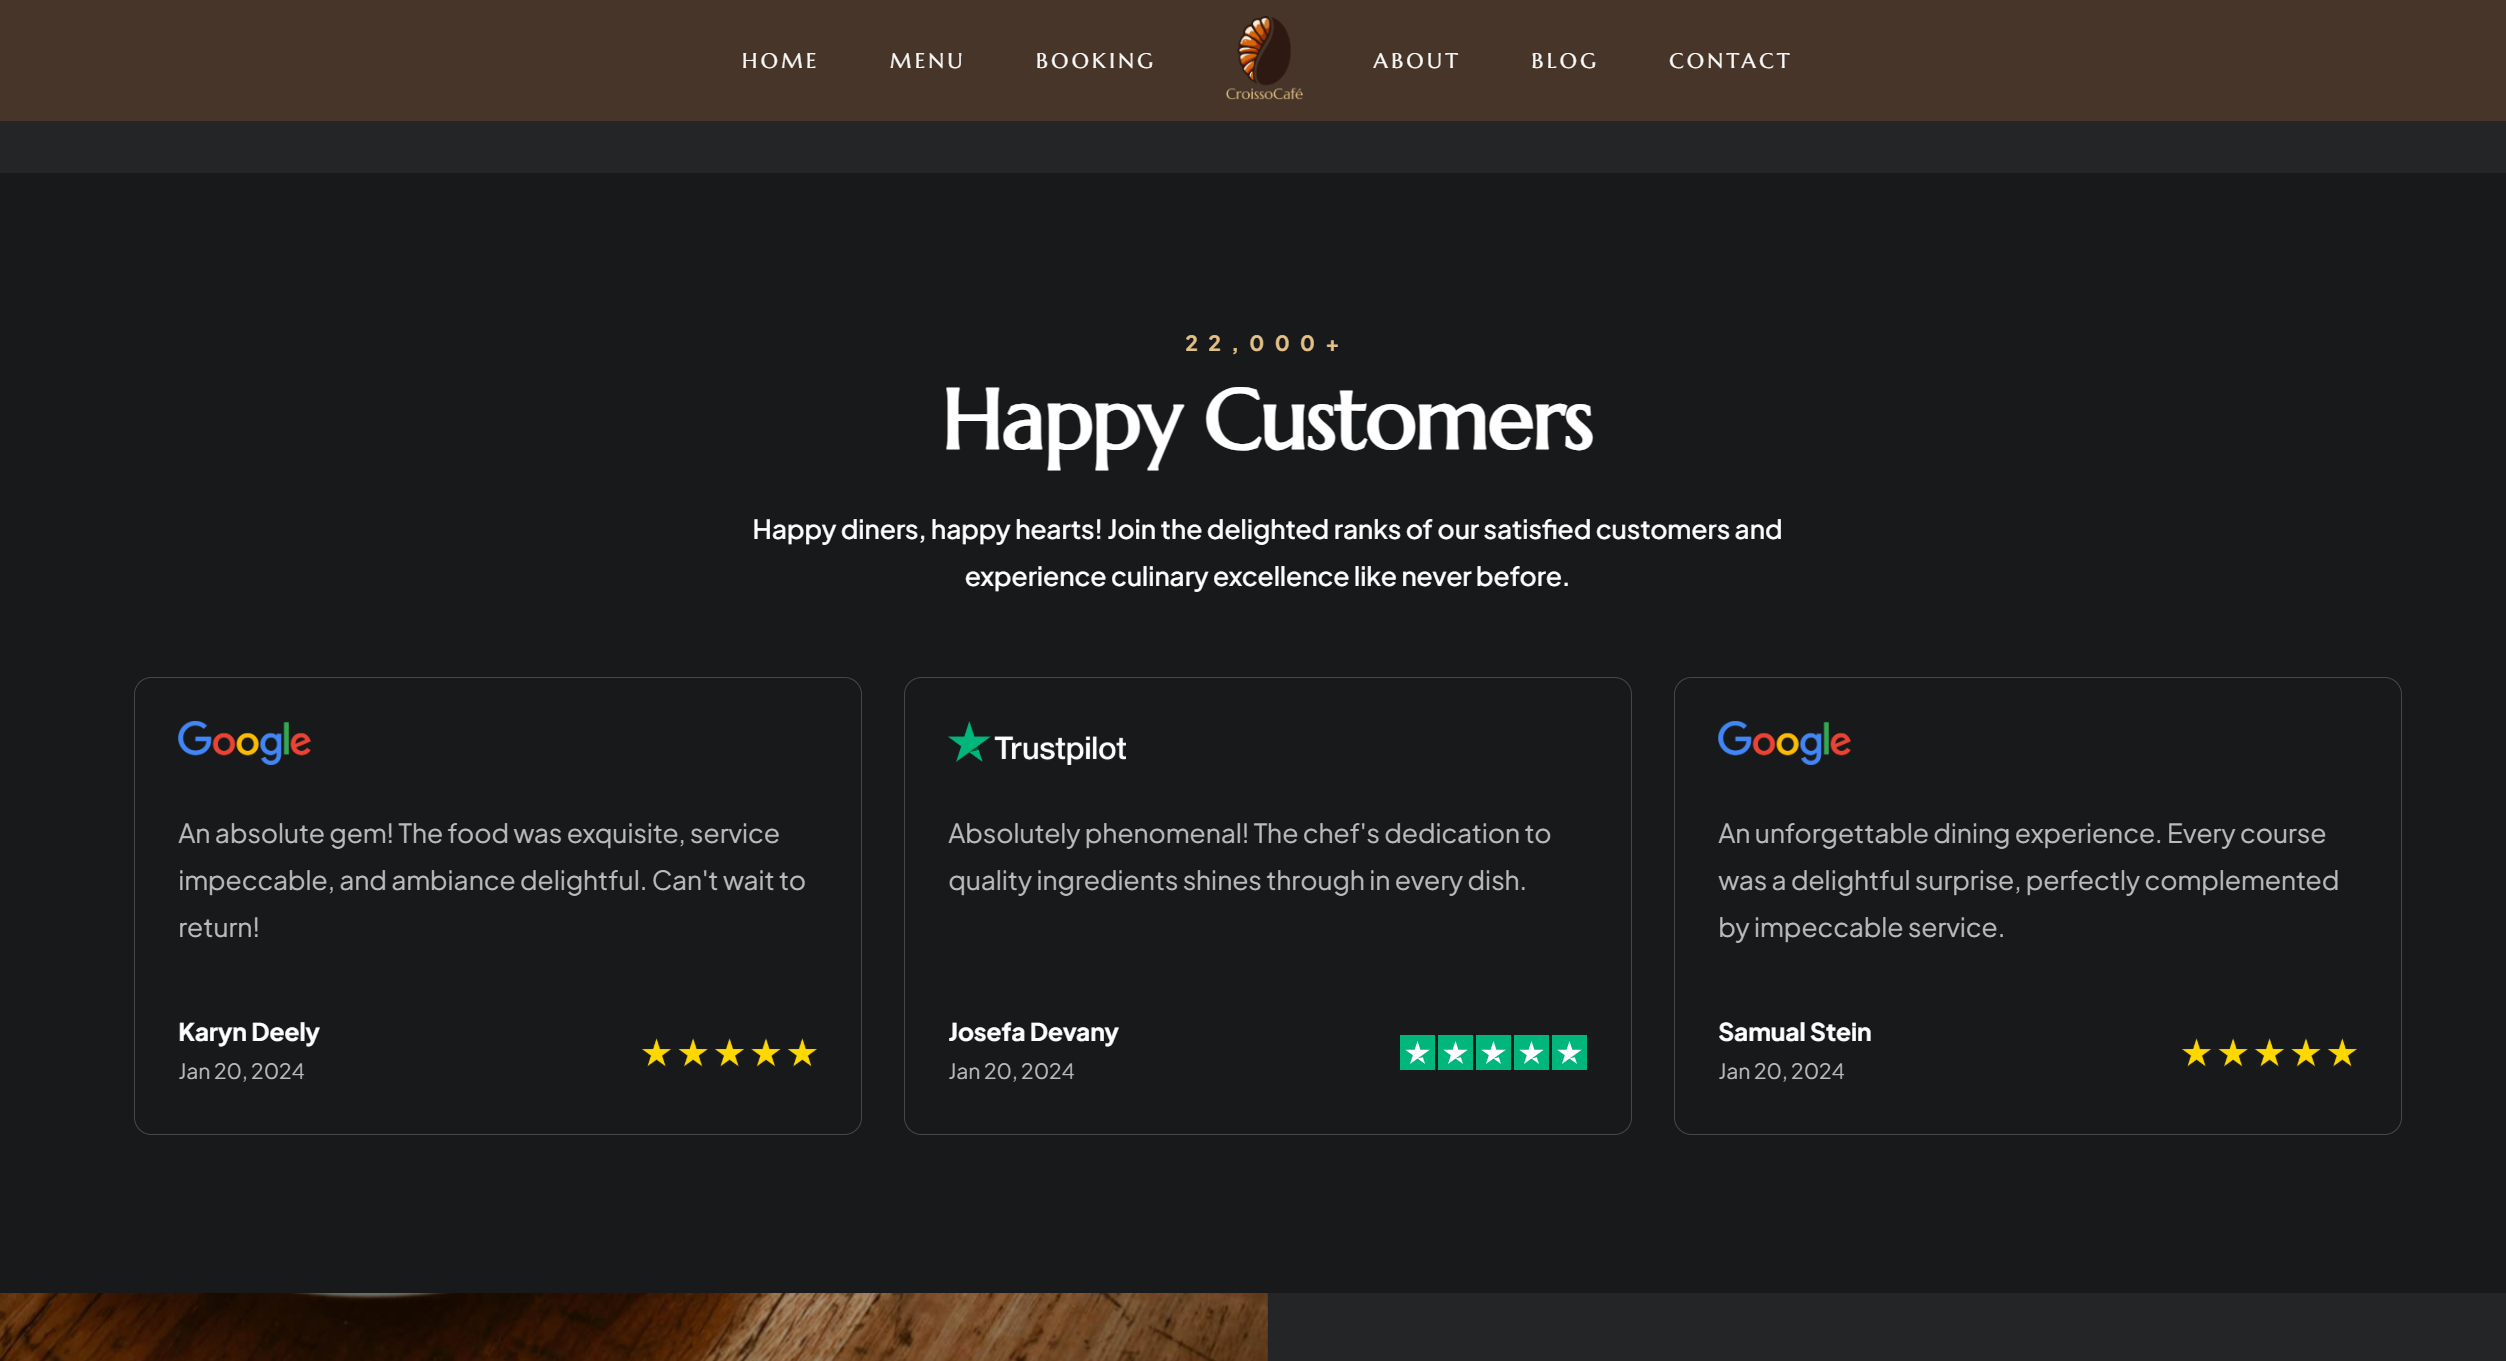 HOME
MENU
BOOKING
CroissoCafé
ABOUT
BLOG
CONTACT
22,000+
Happy Customers
Happy diners, happy hearts! Join the delighted ranks of our satisfied customers and
experience culinary excellence like never before.
Google
An absolute gem! The food was exquisite, service
impeccable, and ambiance delightful. Can't wait to
return!
Karyn Deely
Jan 20, 2024
Trustpilot
Absolutely phenomenal! The chef's dedication to
quality ingredients shines through in every dish.
Josefa Devany
Jan 20, 2024
Google
An unforgettable dining experience. Every course
was a delightful surprise, perfectly complemented
by impeccable service.
Samual Stein
Jan 20, 2024